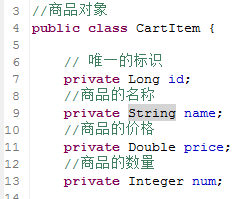 3 //商品对象
4 public class CartItem {
5
6 // 唯一的标识
7 private Long id;
8 //商品的名称
9 private String name;
10 //商品的价格
11 private Double price;
12 //商品的数量
13 private Integer num;